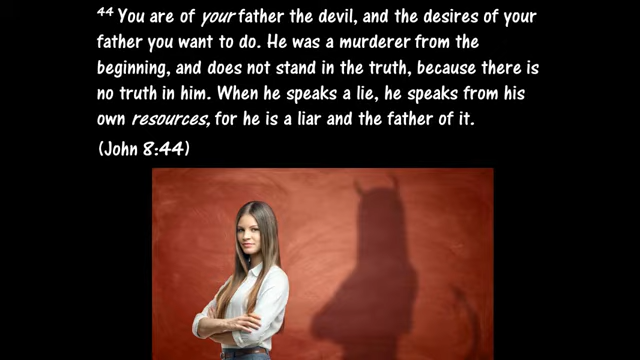 44 You are of your father the devil, and the desires of your
father you want to do. He was a murderer from the
beginning, and does not stand in the truth, because there is
no truth in him. When he speaks a lie, he speaks from his
own resources, for he is a liar and the father of it.
(John 8:44)